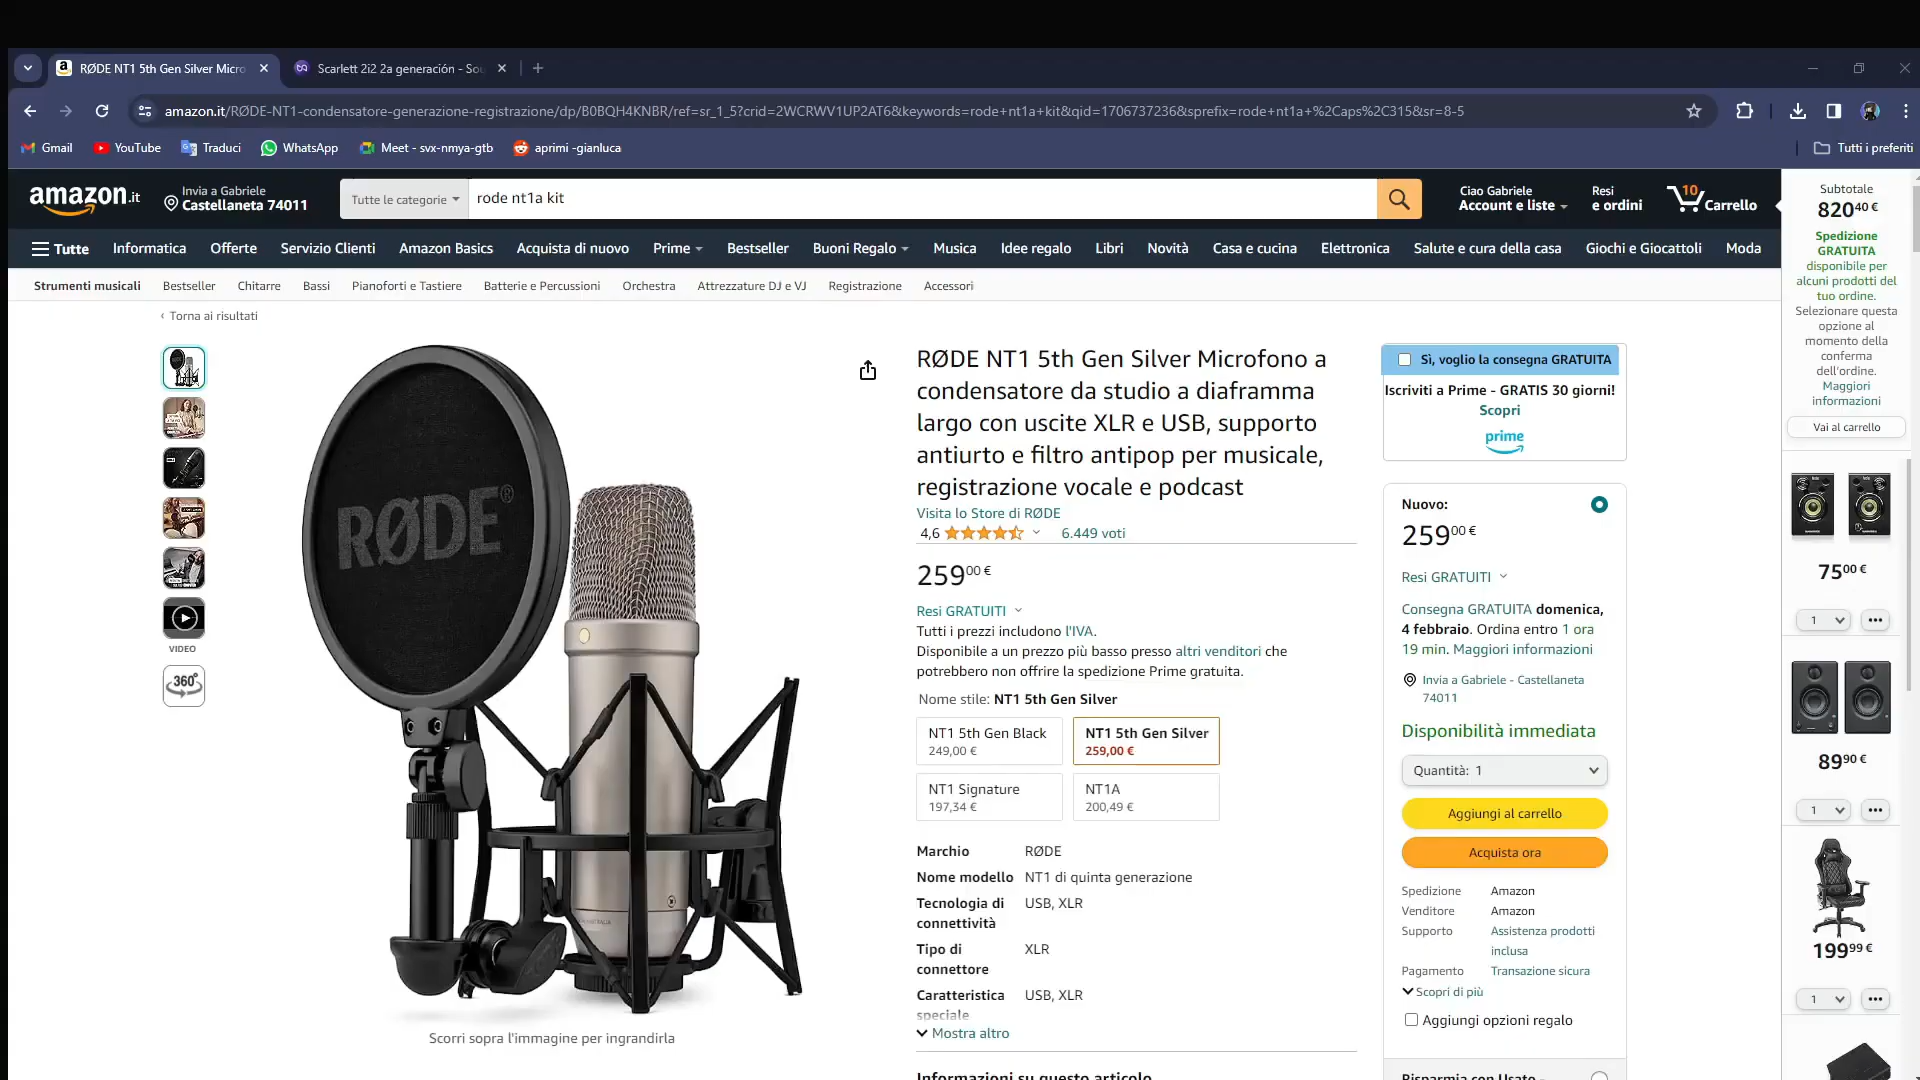 RØDE NT1 5th Gen Silver Micro
Scarlett 2i2 2a generación - Sou
amazon.it/RØDE-NT1-condensatore-generazione-registrazione/dp/B0BQH4KNBR/ref=sr_1_5?crid=2WCRWV1UP2AT6&keywords=rode+nt1a+kit&qid=1706737236&sprefix=rode+nt1a+%2Caps%2C315&sr=8-5
Gmail
YouTube
Traduci
WhatsApp
Meet - svx-nmya-gtb
aprimi -gianluca
Tutti i preferiti
amazon.it
Invia a Gabriele
Castellaneta 74011
Tutte le categorie
rode nt1a kit
Ciao Gabriele
Account e liste
Resi
e ordini
10
Carrello
Tutte
Informatica
Offerte
Servizio Clienti
Amazon Basics
Acquista di nuovo
Prime
Bestseller
Buoni Regalo
Musica
Idee regalo
Libri
Novità
Casa e cucina
Elettronica
Salute e cura della casa
Giochi e Giocattoli
Moda
Strumenti musicali
Bestseller
Chitarre
Bassi
Pianoforti e Tastiere
Batterie e Percussioni
Orchestra
Attrezzature DJ e VJ
Registrazione
Accessori
‹ Torna ai risultati
VIDEO
360°
RØDE®
Scorri sopra l'immagine per ingrandirla
RØDE NT1 5th Gen Silver Microfono a
condensatore da studio a diaframma
largo con uscite XLR e USB, supporto
antiurto e filtro antipop per musicale,
registrazione vocale e podcast
Visita lo Store di RØDE
4,6
6.449 voti
259,00 €
Resi GRATUITI
Tutti i prezzi includono l'IVA.
Disponibile a un prezzo più basso presso altri venditori che
potrebbero non offrire la spedizione Prime gratuita.
Nome stile: NT1 5th Gen Silver
NT1 5th Gen Black
249,00 €
NT1 5th Gen Silver
259,00 €
NT1 Signature
197,34 €
NT1A
200,49 €
Marchio RØDE
Nome modello NT1 di quinta generazione
Tecnologia di
connettività USB, XLR
Tipo di
connettore XLR
Caratteristica
speciale USB, XLR
Mostra altro
Informazioni su questo articolo
Sì, voglio la consegna GRATUITA
Iscriviti a Prime - GRATIS 30 giorni!
Scopri
prime
Nuovo:
259,00 €
Resi GRATUITI
Consegna GRATUITA domenica,
4 febbraio. Ordina entro 1 ora
19 min. Maggiori informazioni
Invia a Gabriele - Castellaneta
74011
Disponibilità immediata
Quantità: 1
Aggiungi al carrello
Acquista ora
Spedizione Amazon
Venditore Amazon
Supporto Assistenza prodotti
inclusa
Pagamento Transazione sicura
Scopri di più
Aggiungi opzioni regalo
Risparmia con Usato -
Subtotale
820,40 €
Spedizione
GRATUITA
disponibile per
alcuni prodotti del
tuo ordine.
Selezionare questa
opzione al
momento della
conferma
dell'ordine.
Maggiori
informazioni
Vai al carrello
75,00 €
1
89,90 €
1
199,99 €
1